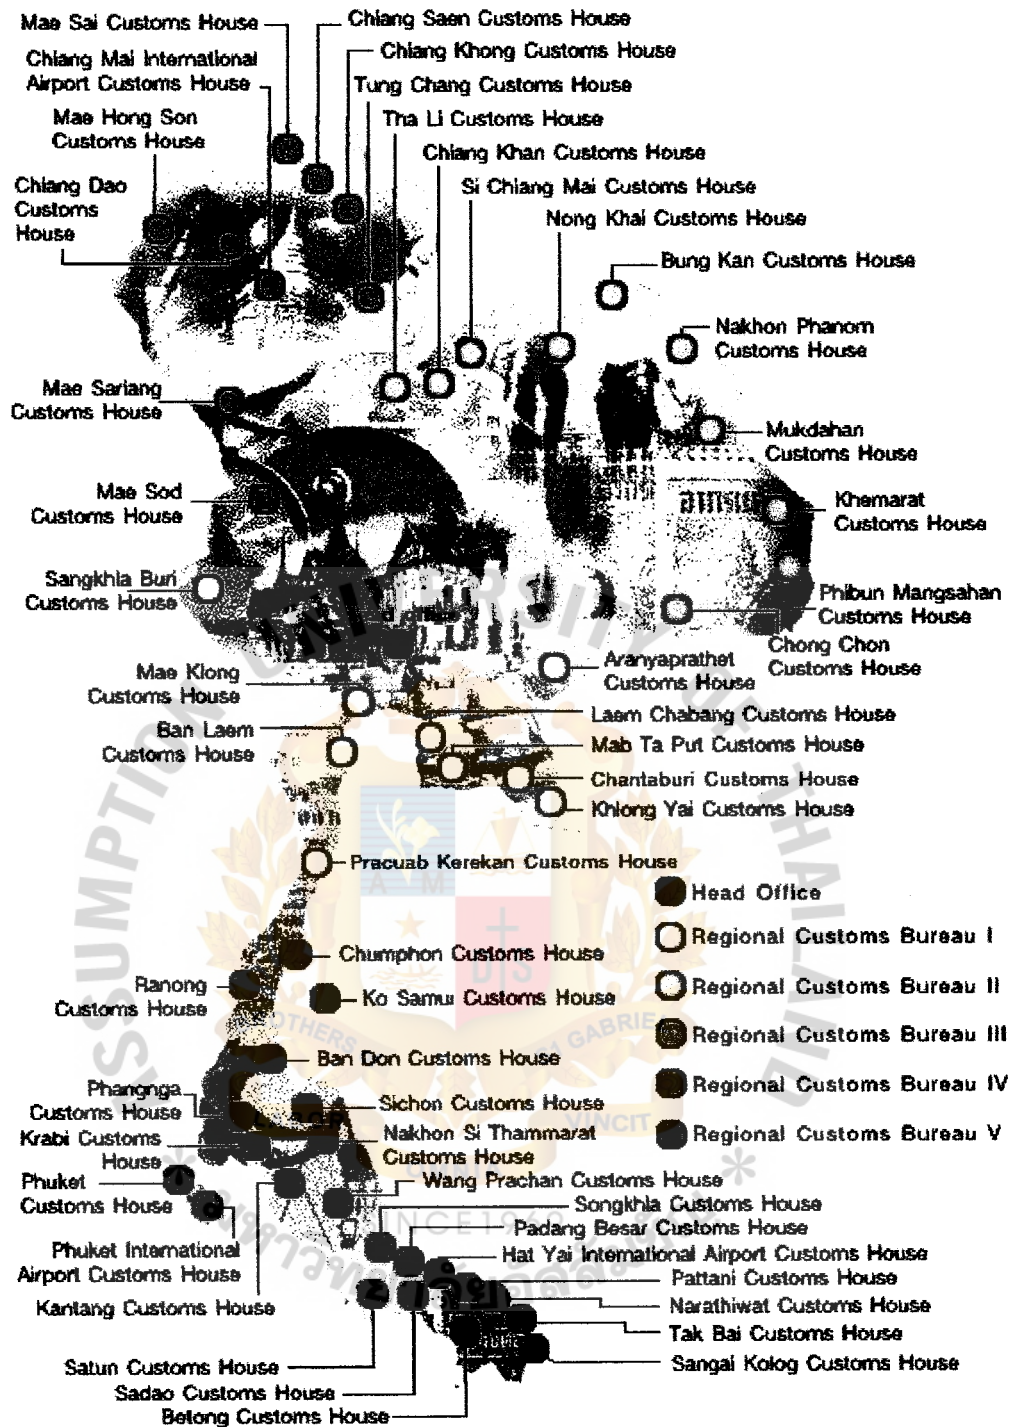 Mae Sai Customs House
Chiang Saen Customs House
Chiang Mai International
Airport Customs House
Chiang Khong Customs House
Tung Chang Customs House
Mae Hong Son
Customs House
Tha Li Customs House
Chiang Khan Customs House
Chiang Dao
Customs
House
Si Chiang Mai Customs House
Nong Khai Customs House
Bung Kan Customs House
Nakhon Phanom
Customs House
Mae Sariang
Customs House
Mukdahan
Customs House
Mae Sod
Customs House
Khemarat
Customs House
Sangkhla Buri
Customs House
Phibun Mangsahan
Customs House
Chong Chon
Customs House
Aranyaprathet
Customs House
Mae Klong
Customs House
Laem Chabang Customs House
Ban Laem
Customs House
Mab Ta Put Customs House
Chantaburi Customs House
Khlong Yai Customs House
Pracuab Kerekan Customs House
Head Office
Regional Customs Bureau I
Regional Customs Bureau II
Regional Customs Bureau III
Regional Customs Bureau IV
Regional Customs Bureau V
Chumphon Customs House
Ranong
Customs House
Ko Samui Customs House
Ban Don Customs House
Phangnga
Customs House
Sichon Customs House
Krabi Customs
House
Nakhon Si Thammarat
Customs House
Phuket
Customs House
Wang Prachan Customs House
Songkhla Customs House
Padang Besar Customs House
Phuket International
Airport Customs House
Hat Yai International Airport Customs House
Pattani Customs House
Kantang Customs House
Narathiwat Customs House
Tak Bai Customs House
Sangai Kolog Customs House
Satun Customs House
Sadao Customs House
Betong Customs House
ASSUMPTION UNIVERSITY OF THAILAND
A M
D S
BROTHERS
GABRIEL
LABOR
VINCIT
OMNIA
SINCE 1969